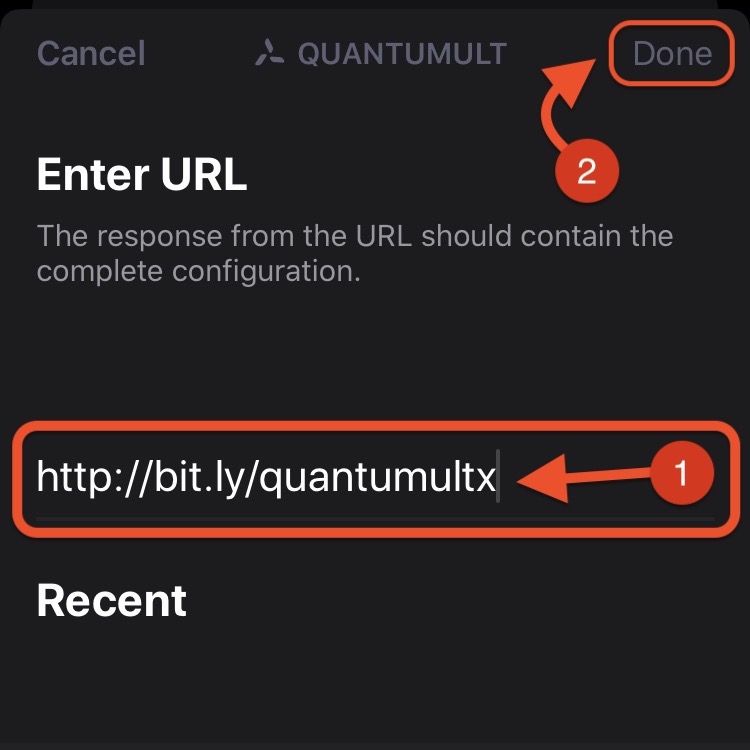 Cancel QUANTUMULT Done
2
Enter URL
The response from the URL should contain the
complete configuration.
http://bit.ly/quantumultx 1
Recent